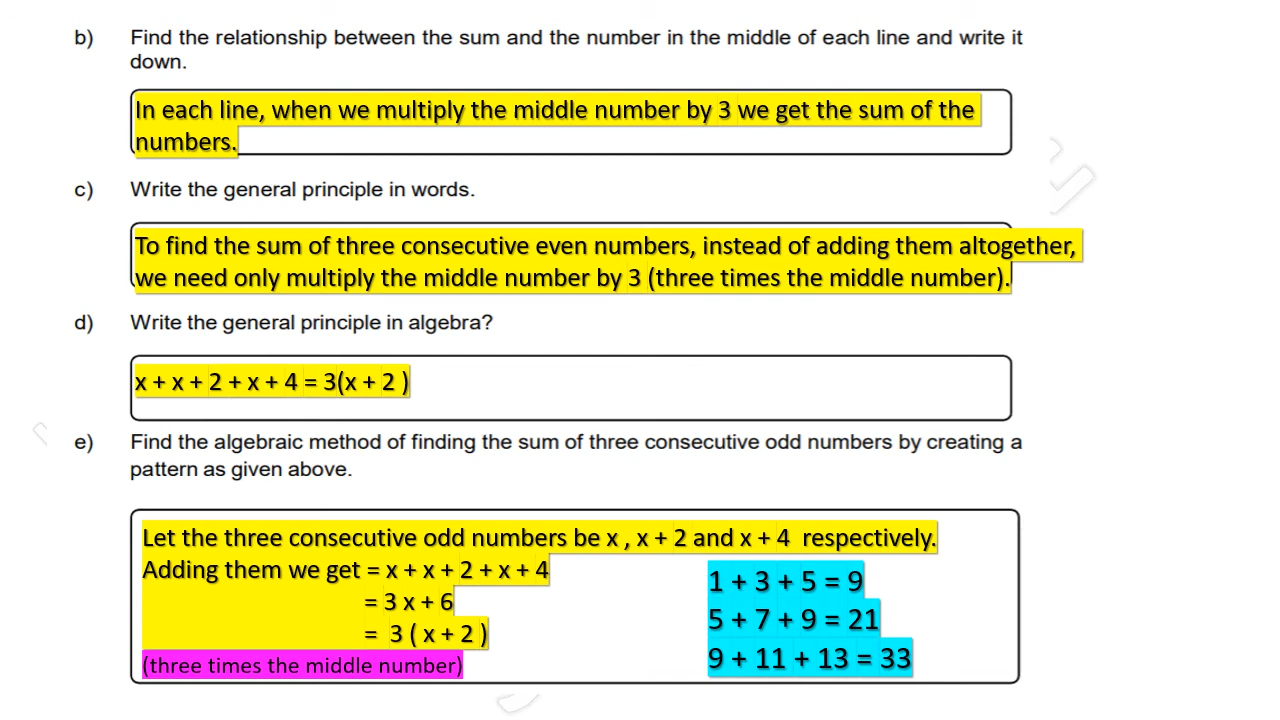 b) Find the relationship between the sum and the number in the middle of each line and write it
down.
In each line, when we multiply the middle number by 3 we get the sum of the
numbers.
c) Write the general principle in words.
To find the sum of three consecutive even numbers, instead of adding them altogether,
we need only multiply the middle number by 3 (three times the middle number).
d) Write the general principle in algebra?
x + x + 2 + x + 4 = 3(x + 2 )
e) Find the algebraic method of finding the sum of three consecutive odd numbers by creating a
pattern as given above.
Let the three consecutive odd numbers be x , x + 2 and x + 4 respectively.
Adding them we get = x + x + 2 + x + 4
= 3 x + 6
= 3 ( x + 2 )
(three times the middle number)
1 + 3 + 5 = 9
5 + 7 + 9 = 21
9 + 11 + 13 = 33